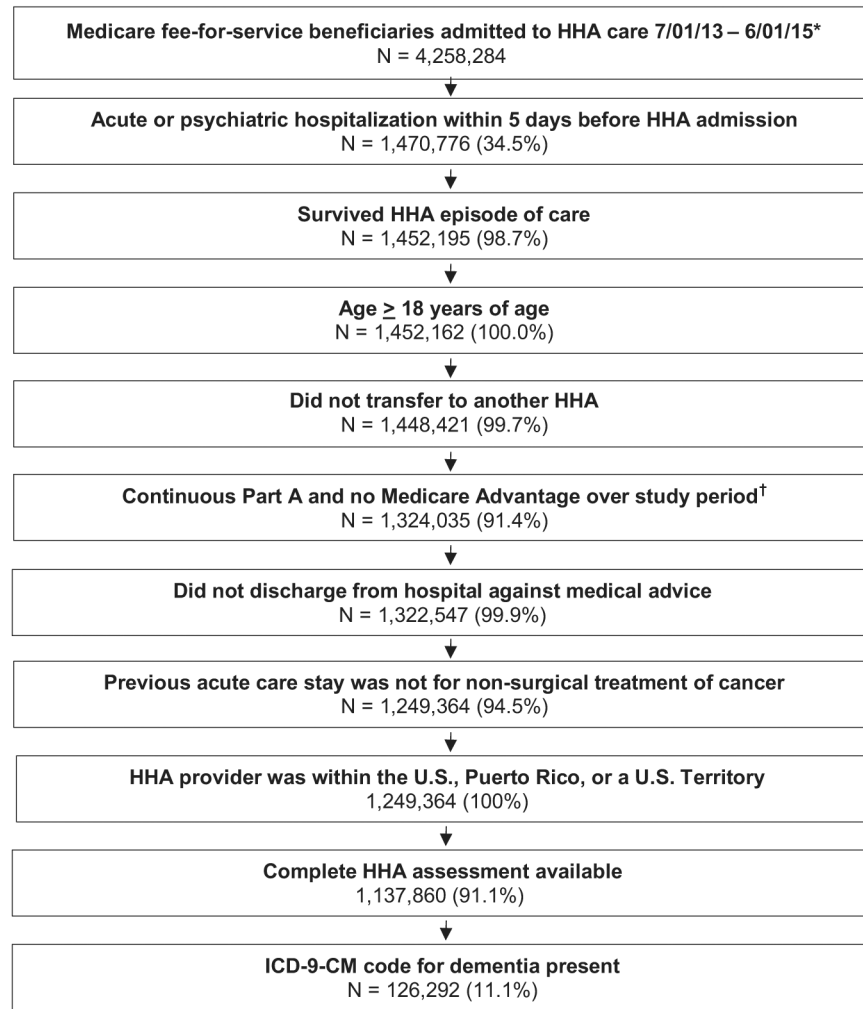 Medicare fee-for-service beneficiaries admitted to HHA care 7/01/13 – 6/01/15*
N = 4,258,284
Acute or psychiatric hospitalization within 5 days before HHA admission
N = 1,470,776 (34.5%)
Survived HHA episode of care
N = 1,452,195 (98.7%)
Age ≥ 18 years of age
N = 1,452,162 (100.0%)
Did not transfer to another HHA
N = 1,448,421 (99.7%)
Continuous Part A and no Medicare Advantage over study period†
N = 1,324,035 (91.4%)
Did not discharge from hospital against medical advice
N = 1,322,547 (99.9%)
Previous acute care stay was not for non-surgical treatment of cancer
N = 1,249,364 (94.5%)
HHA provider was within the U.S., Puerto Rico, or a U.S. Territory
1,249,364 (100%)
Complete HHA assessment available
1,137,860 (91.1%)
ICD-9-CM code for dementia present
N = 126,292 (11.1%)